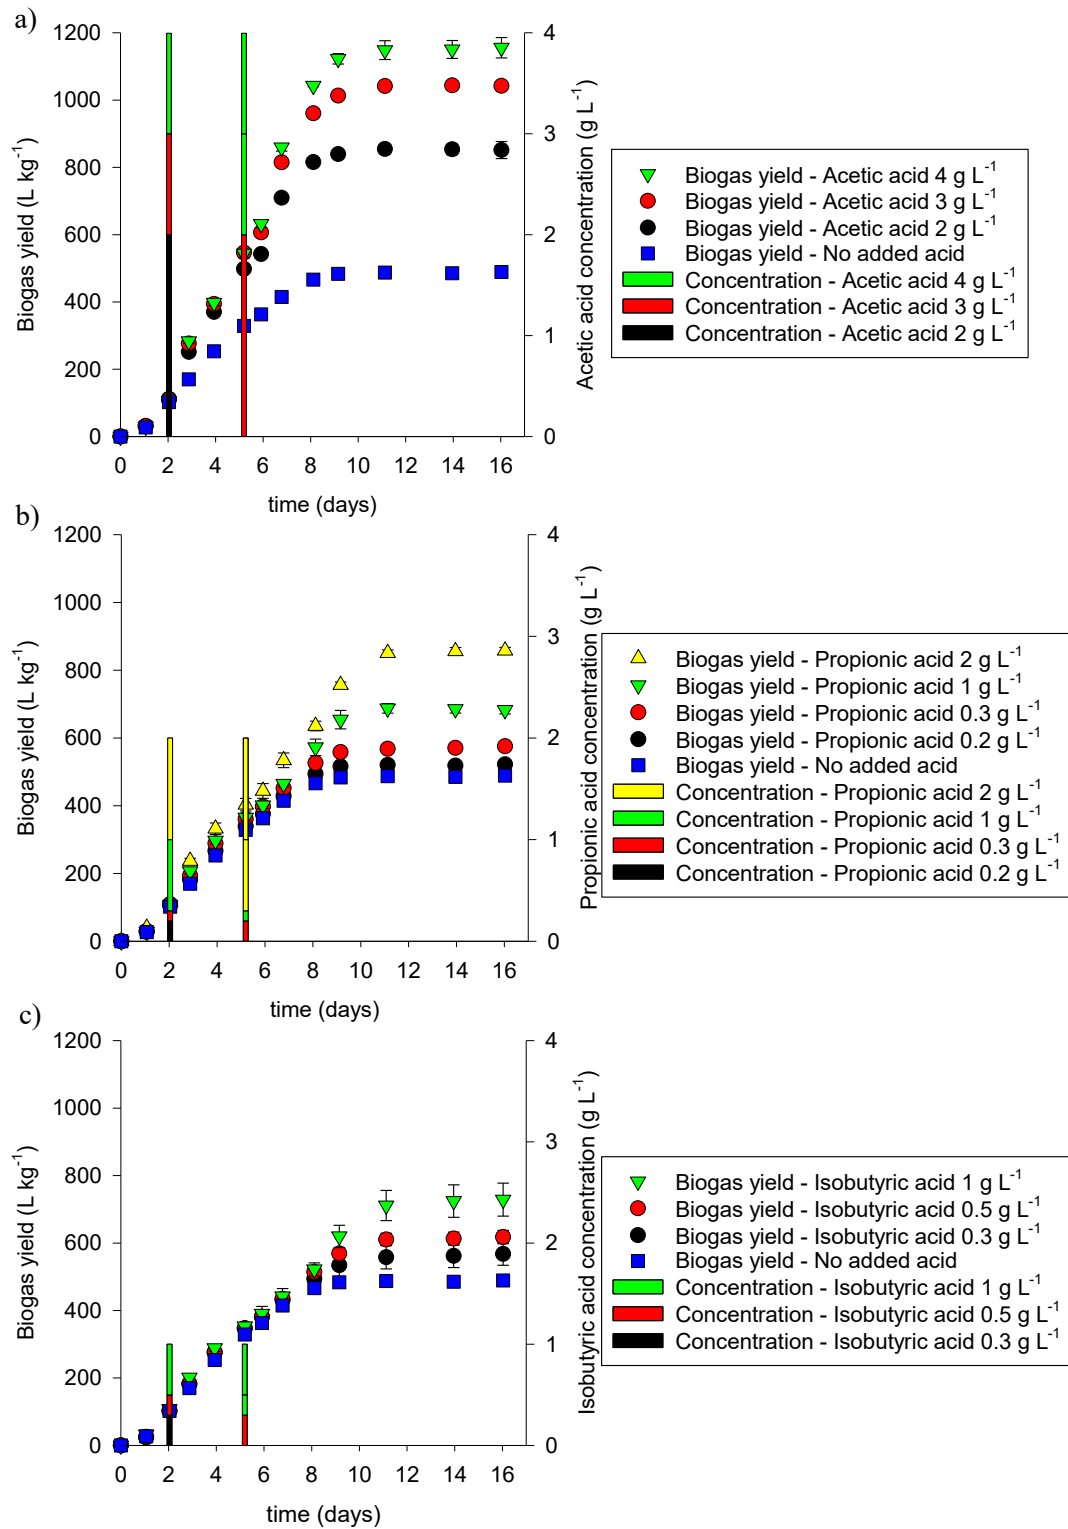 a)
1200
1000
800
600
400
200
0
Biogas yield (L kg⁻¹)
4
3
2
1
0
Acetic acid concentration (g L⁻¹)
0 2 4 6 8 10 12 14 16
time (days)
Biogas yield - Acetic acid 4 g L⁻¹
Biogas yield - Acetic acid 3 g L⁻¹
Biogas yield - Acetic acid 2 g L⁻¹
Biogas yield - No added acid
Concentration - Acetic acid 4 g L⁻¹
Concentration - Acetic acid 3 g L⁻¹
Concentration - Acetic acid 2 g L⁻¹
b)
1200
1000
800
600
400
200
0
Biogas yield (L kg⁻¹)
4
3
2
1
0
Propionic acid concentration (g L⁻¹)
0 2 4 6 8 10 12 14 16
time (days)
Biogas yield - Propionic acid 2 g L⁻¹
Biogas yield - Propionic acid 1 g L⁻¹
Biogas yield - Propionic acid 0.3 g L⁻¹
Biogas yield - Propionic acid 0.2 g L⁻¹
Biogas yield - No added acid
Concentration - Propionic acid 2 g L⁻¹
Concentration - Propionic acid 1 g L⁻¹
Concentration - Propionic acid 0.3 g L⁻¹
Concentration - Propionic acid 0.2 g L⁻¹
c)
1200
1000
800
600
400
200
0
Biogas yield (L kg⁻¹)
4
3
2
1
0
Isobutyric acid concentration (g L⁻¹)
0 2 4 6 8 10 12 14 16
time (days)
Biogas yield - Isobutyric acid 1 g L⁻¹
Biogas yield - Isobutyric acid 0.5 g L⁻¹
Biogas yield - Isobutyric acid 0.3 g L⁻¹
Biogas yield - No added acid
Concentration - Isobutyric acid 1 g L⁻¹
Concentration - Isobutyric acid 0.5 g L⁻¹
Concentration - Isobutyric acid 0.3 g L⁻¹